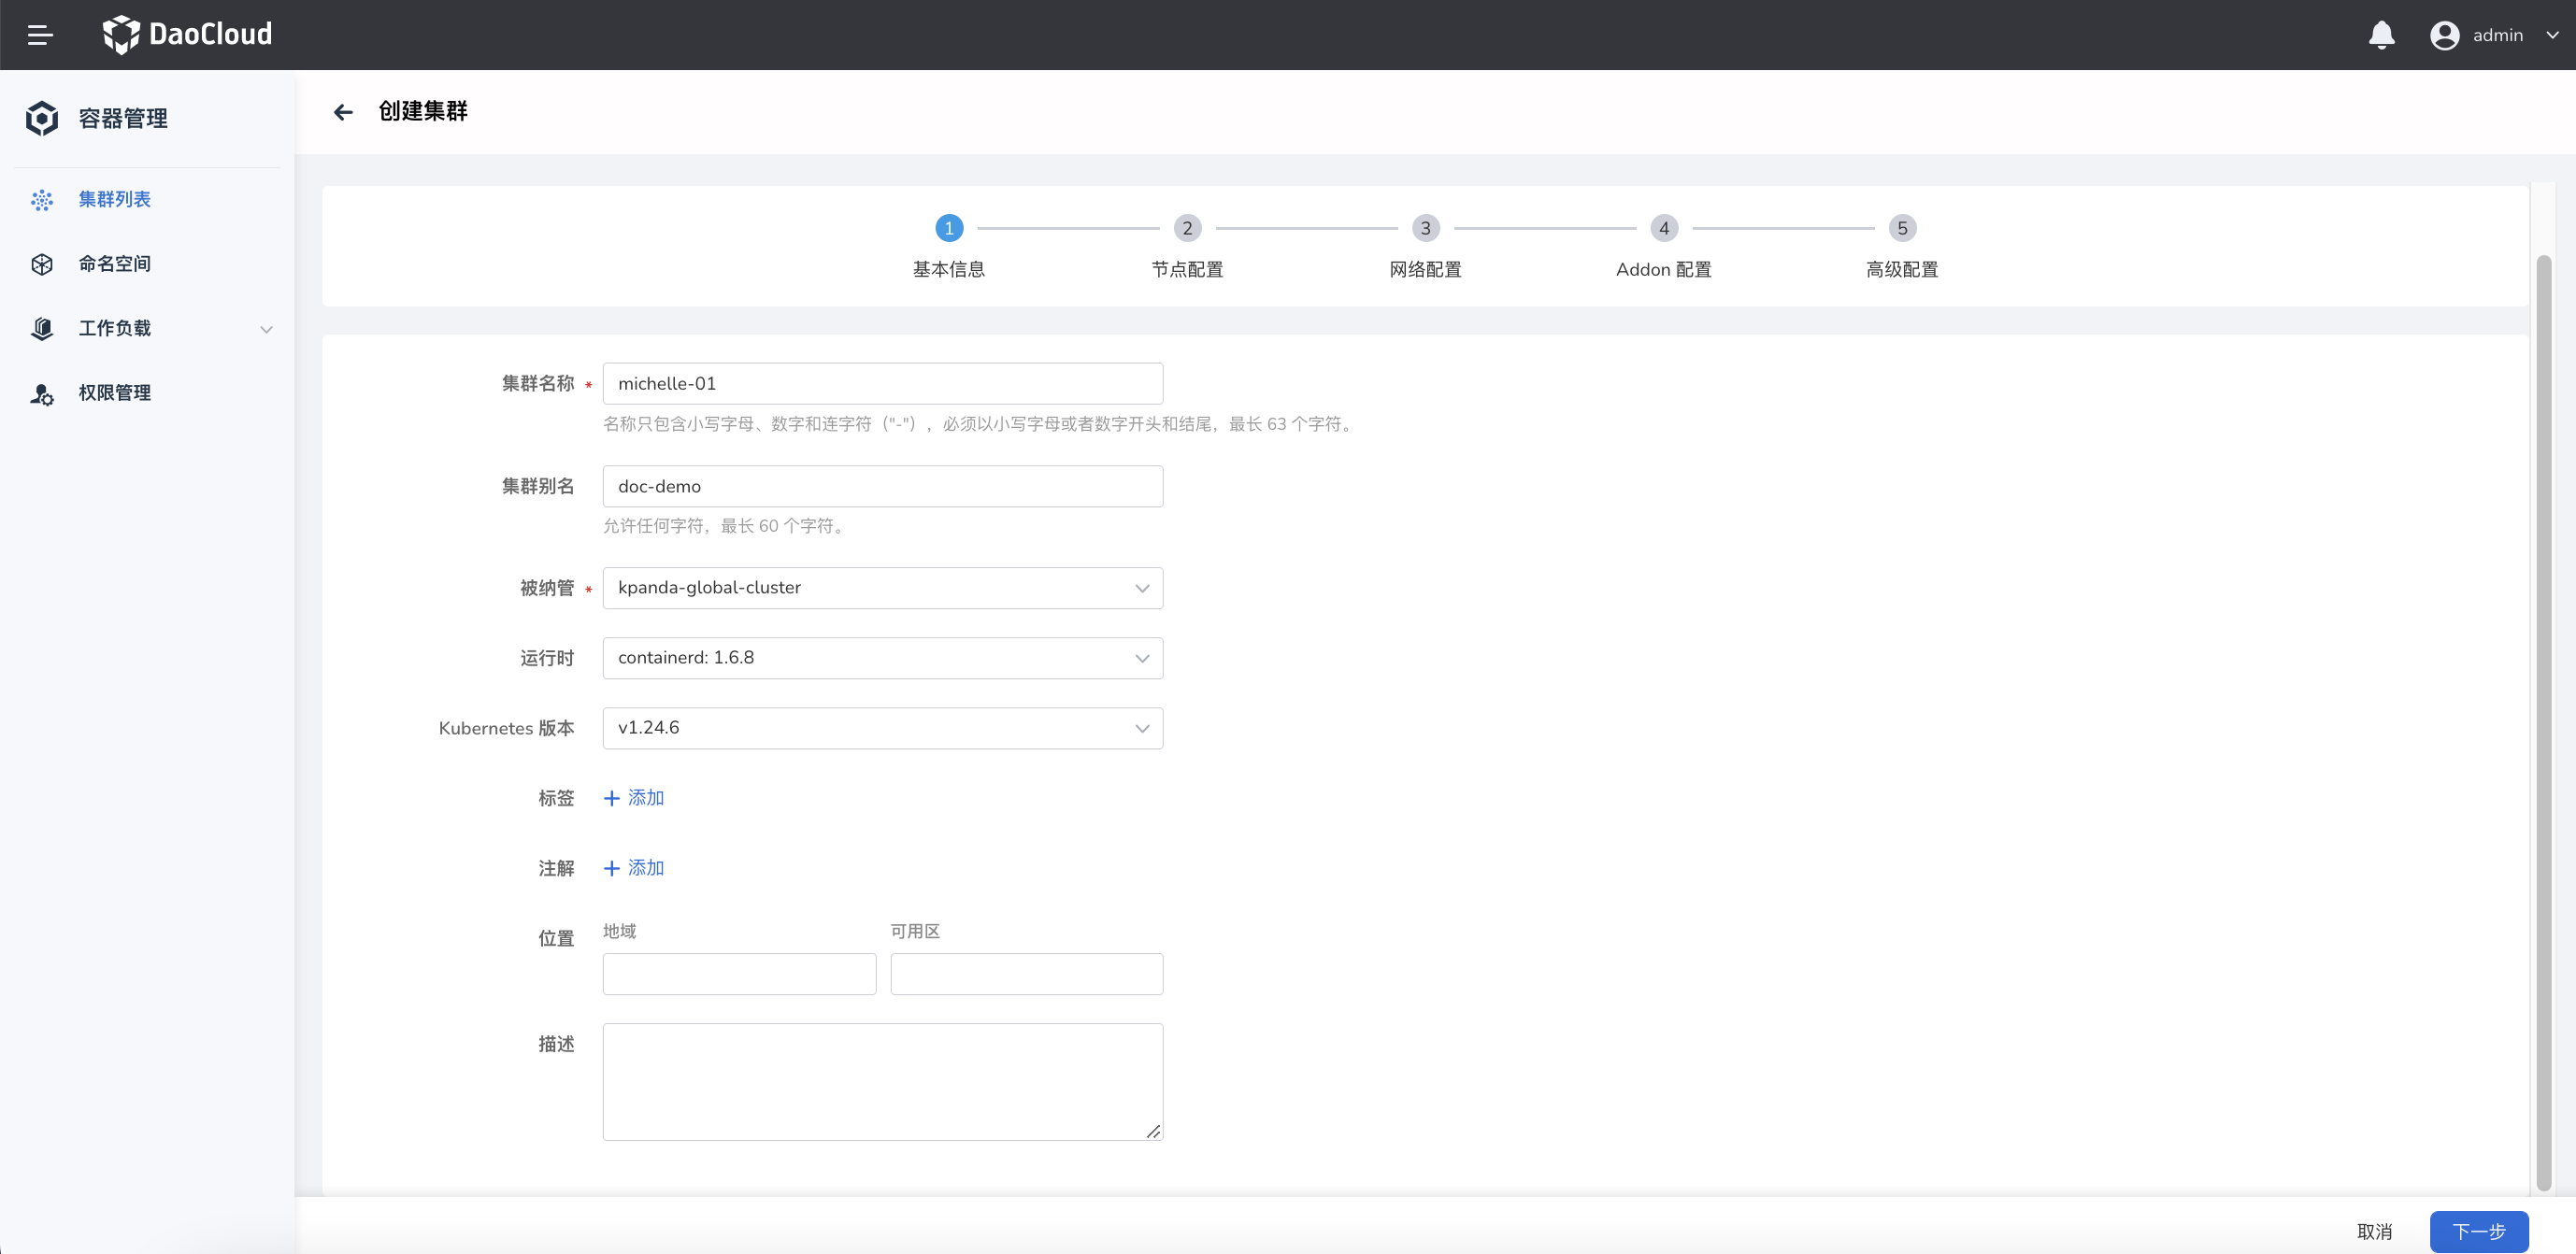 DaoCloud
admin
容器管理
集群列表
命名空间
工作负载
权限管理
创建集群
1
2
3
4
5
基本信息
节点配置
网络配置
Addon 配置
高级配置
集群名称 *
michelle-01
名称只包含小写字母、数字和连字符（"-"），必须以小写字母或者数字开头和结尾，最长 63 个字符。
集群别名
doc-demo
允许任何字符，最长 60 个字符。
被纳管 *
kpanda-global-cluster
运行时
containerd: 1.6.8
Kubernetes 版本
v1.24.6
标签
+ 添加
注解
+ 添加
位置
地域
可用区
描述
取消
下一步